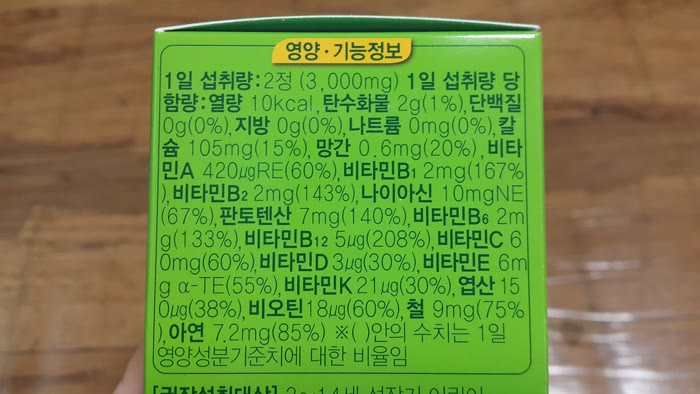 영양·기능정보
1일 섭취량:2정 (3,000mg) 1일 섭취량 당
함량:열량 10kcal,탄수화물 2g(1%),단백질
0g(0%),지방 0g(0%),나트륨 0mg(0%),칼
슘 105mg(15%), 망간 0.6mg(20%),비타
민A 420㎍RE(60%),비타민B1 2mg(167%)
,비타민B2 2mg(143%),나이아신 10mgNE
(67%),판토텐산 7mg(140%),비타민B6 2m
g(133%),비타민B12 5㎍(208%),비타민C 6
0mg(60%),비타민D 3㎍(30%),비타민E 6m
g α-TE(55%),비타민K 21㎍(30%),엽산 15
0㎍(38%),비오틴18㎍(60%),철 9mg(75%)
,아연 7.2mg(85%) ※( )안의 수치는 1일
영양성분기준치에 대한 비율임